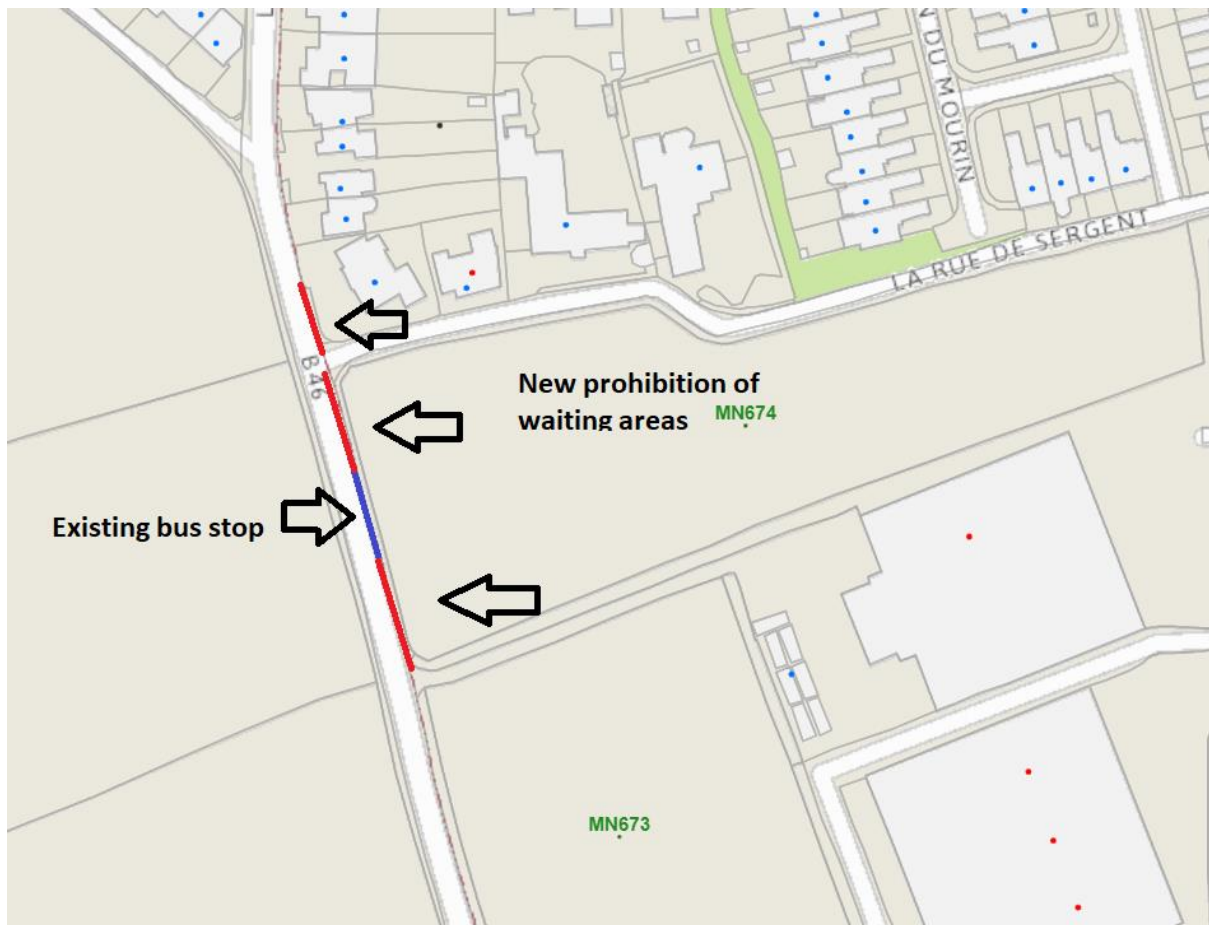 N DU MOURIN
LA RUE DE SERGENT
B46
New prohibition of
waiting areas
MN674
Existing bus stop
MN673